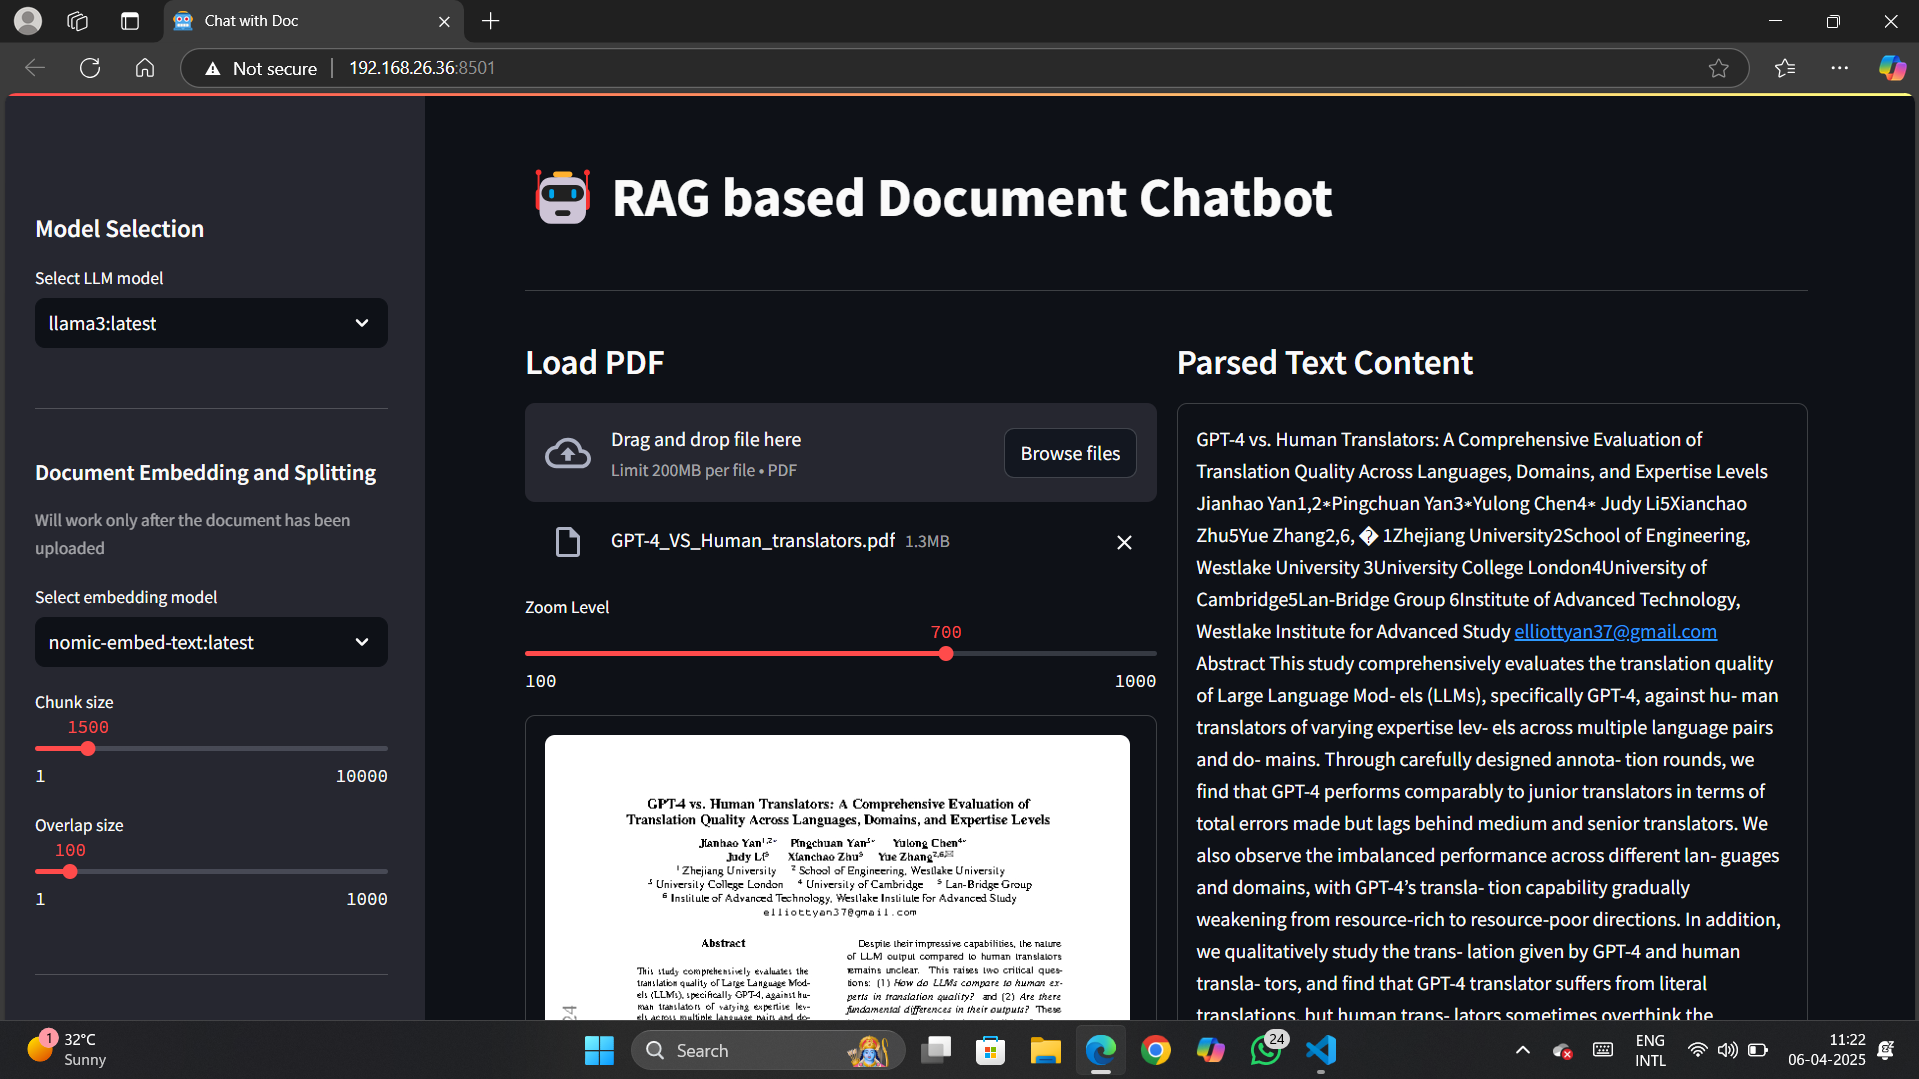 Chat with Doc
Not secure
192.168.26.36:8501
Model Selection
Select LLM model
llama3:latest
Document Embedding and Splitting
Will work only after the document has been
uploaded
Select embedding model
nomic-embed-text:latest
Chunk size
1500
1
10000
Overlap size
100
1
1000
RAG based Document Chatbot
Load PDF
Drag and drop file here
Limit 200MB per file • PDF
Browse files
GPT-4_VS_Human_translators.pdf 1.3MB
Zoom Level
700
100
1000
GPT-4 vs. Human Translators: A Comprehensive Evaluation of
Translation Quality Across Languages, Domains, and Expertise Levels
Jianhao Yan1,2* Pingchuan Yan3* Yulong Chen4*
Judy Li5 Xianchao Zhu5 Yue Zhang2,6,✉
1 Zhejiang University 2 School of Engineering, Westlake University
3 University College London 4 University of Cambridge 5 Lan-Bridge Group
6 Institute of Advanced Technology, Westlake Institute For Advanced Study
elliottyan37@gmail.com
Abstract
This study comprehensively evaluates the
translation quality of Large Language Mod-
els (LLMs), specifically GPT-4, against hu-
man translators of varying expertise lev-
els across multiple language pairs and do-
Despite their impressive capabilities, the nature
of LLM output compared to human translators
remains unclear. This raises two critical ques-
tions: (1) How do LLMs compare to human ex-
perts in translation quality? and (2) Are there
fundamental differences in their outputs? These
24
Parsed Text Content
GPT-4 vs. Human Translators: A Comprehensive Evaluation of
Translation Quality Across Languages, Domains, and Expertise Levels
Jianhao Yan1,2∗Pingchuan Yan3∗Yulong Chen4∗ Judy Li5Xianchao
Zhu5Yue Zhang2,6, � 1Zhejiang University2School of Engineering,
Westlake University 3University College London4University of
Cambridge5Lan-Bridge Group 6Institute of Advanced Technology,
Westlake Institute for Advanced Study elliottyan37@gmail.com
Abstract This study comprehensively evaluates the translation quality
of Large Language Mod- els (LLMs), specifically GPT-4, against hu- man
translators of varying expertise lev- els across multiple language pairs
and do- mains. Through carefully designed annota- tion rounds, we
find that GPT-4 performs comparably to junior translators in terms of
total errors made but lags behind medium and senior translators. We
also observe the imbalanced performance across different lan- guages
and domains, with GPT-4’s transla- tion capability gradually
weakening from resource-rich to resource-poor directions. In addition,
we qualitatively study the trans- lation given by GPT-4 and human
transla- tors, and find that GPT-4 translator suffers from literal
translations, but human trans- lators sometimes overthink the
1
32°C
Sunny
Search
24
ENG
INTL
11:22
06-04-2025